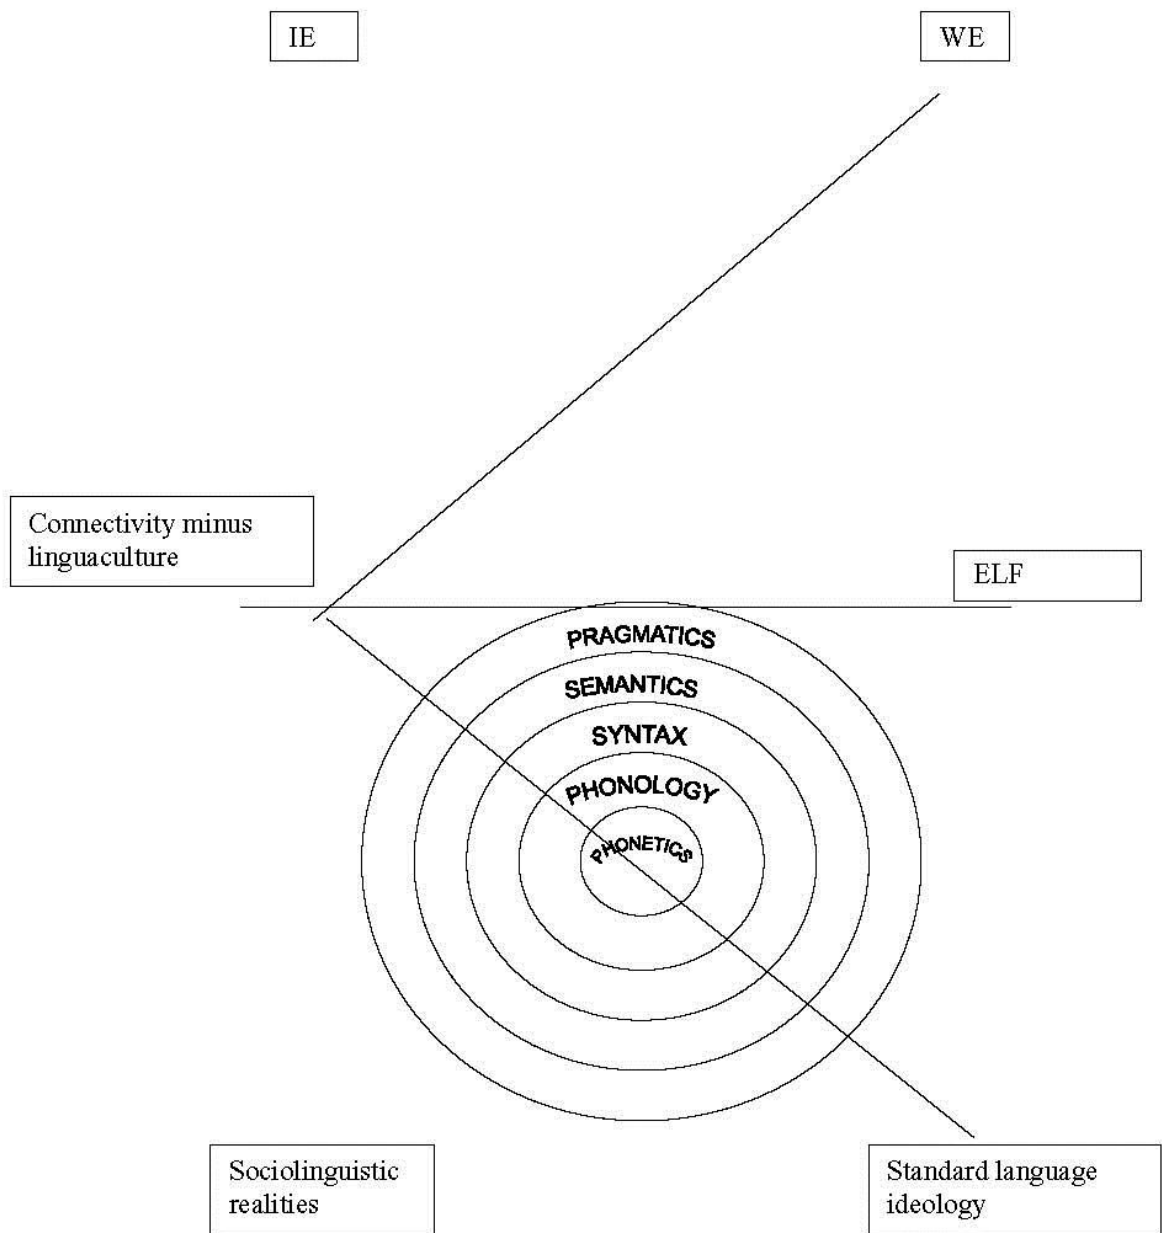 IE
WE
Connectivity minus
linguaculture
ELF
PRAGMATICS
SEMANTICS
SYNTAX
PHONOLOGY
PHONETICS
Sociolinguistic
realities
Standard language
ideology